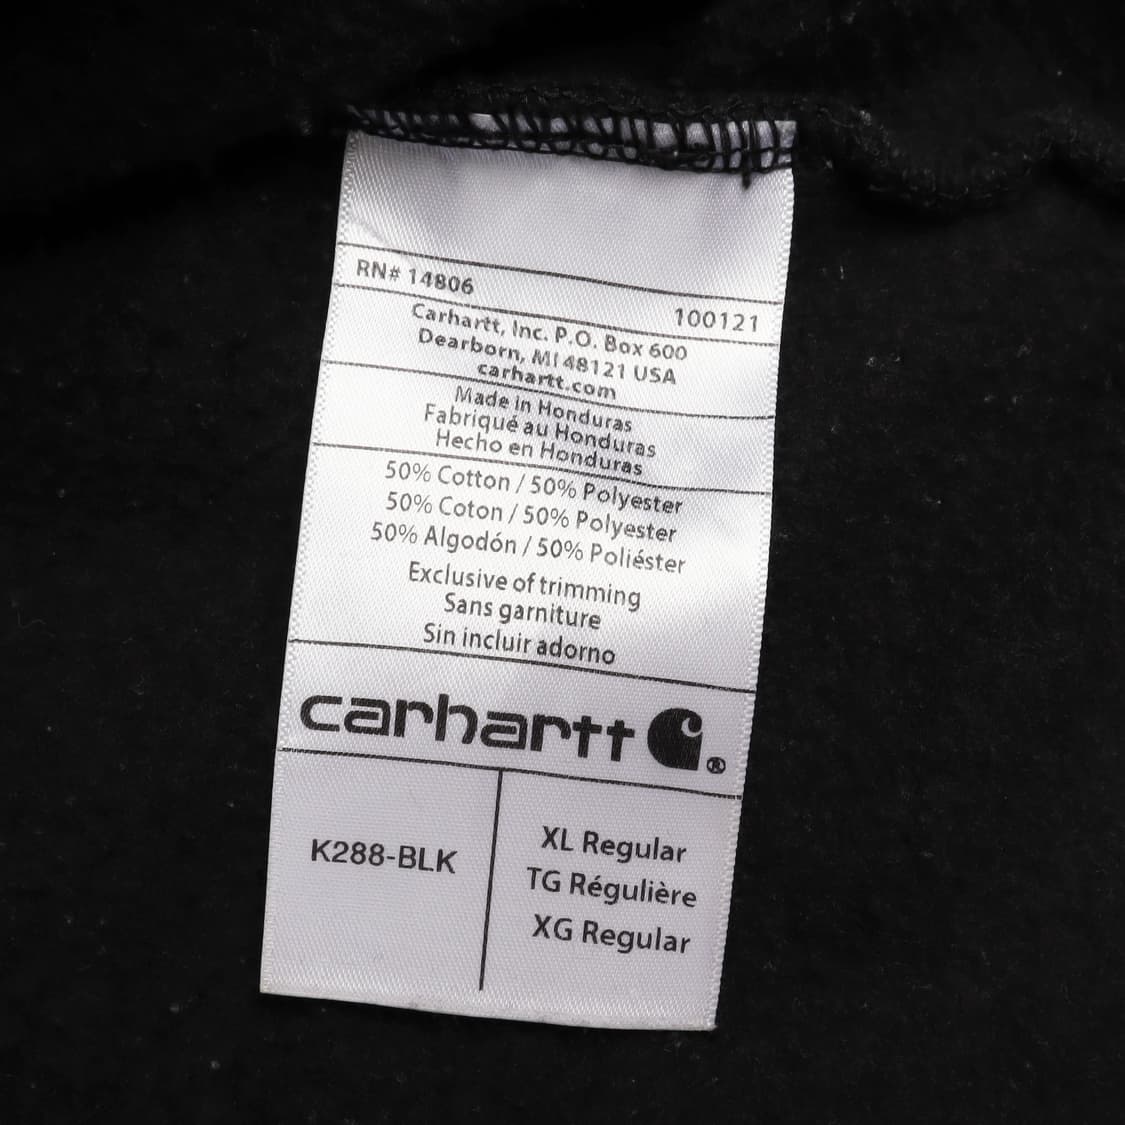 RN# 14806
100121
Carhartt, Inc. P.O. Box 600
Dearborn, MI 48121 USA
carhartt.com
Made in Honduras
Fabriqué au Honduras
Hecho en Honduras
50% Cotton / 50% Polyester
50% Coton / 50% Polyester
50% Algodón / 50% Poliéster
Exclusive of trimming
Sans garniture
Sin incluir adorno
carhartt ®
K288-BLK
XL Regular
TG Régulière
XG Regular